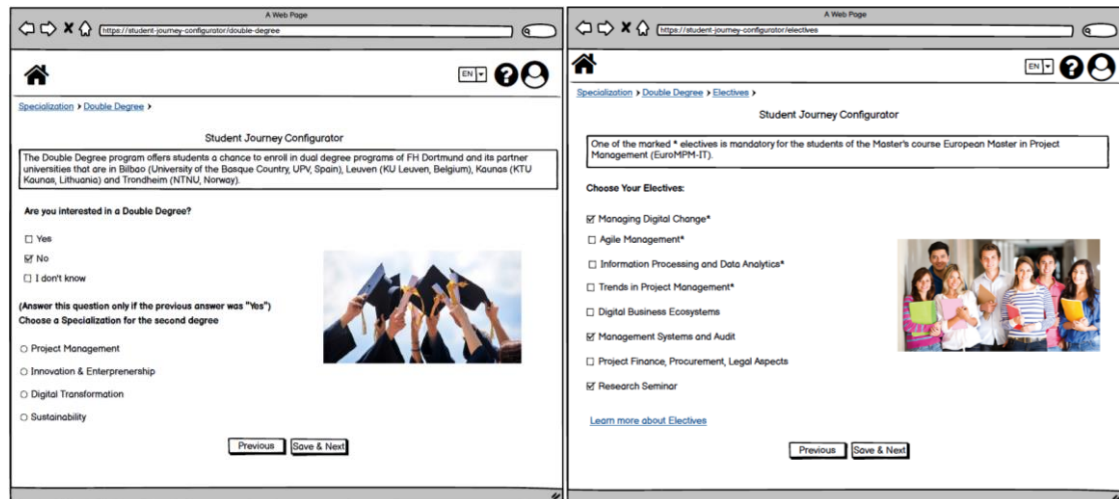 A Web Page
https://student-journey-configurator/double-degree
EN
?
Specialization > Double Degree >
Student Journey Configurator
The Double Degree program offers students a chance to enroll in dual degree programs of FH Dortmund and its partner
universities that are in Bilbao (University of the Basque Country, UPV, Spain), Leuven (KU Leuven, Belgium), Kaunas (KTU
Kaunas, Lithuania) and Trondheim (NTNU, Norway).
Are you interested in a Double Degree?
Yes
No
I don't know
(Answer this question only if the previous answer was "Yes")
Choose a Specialization for the second degree
Project Management
Innovation & Enterprenership
Digital Transformation
Sustainability
Previous
Save & Next
A Web Page
https://student-journey-configurator/electives
EN
?
Specialization > Double Degree > Electives >
Student Journey Configurator
One of the marked * electives is mandatory for the students of the Master's course European Master in Project
Management (EuroMPM-IT).
Choose Your Electives:
Managing Digital Change*
Agile Management*
Information Processing and Data Analytics*
Trends in Project Management*
Digital Business Ecosystems
Management Systems and Audit
Project Finance, Procurement, Legal Aspects
Research Seminar
Learn more about Electives
Previous
Save & Next